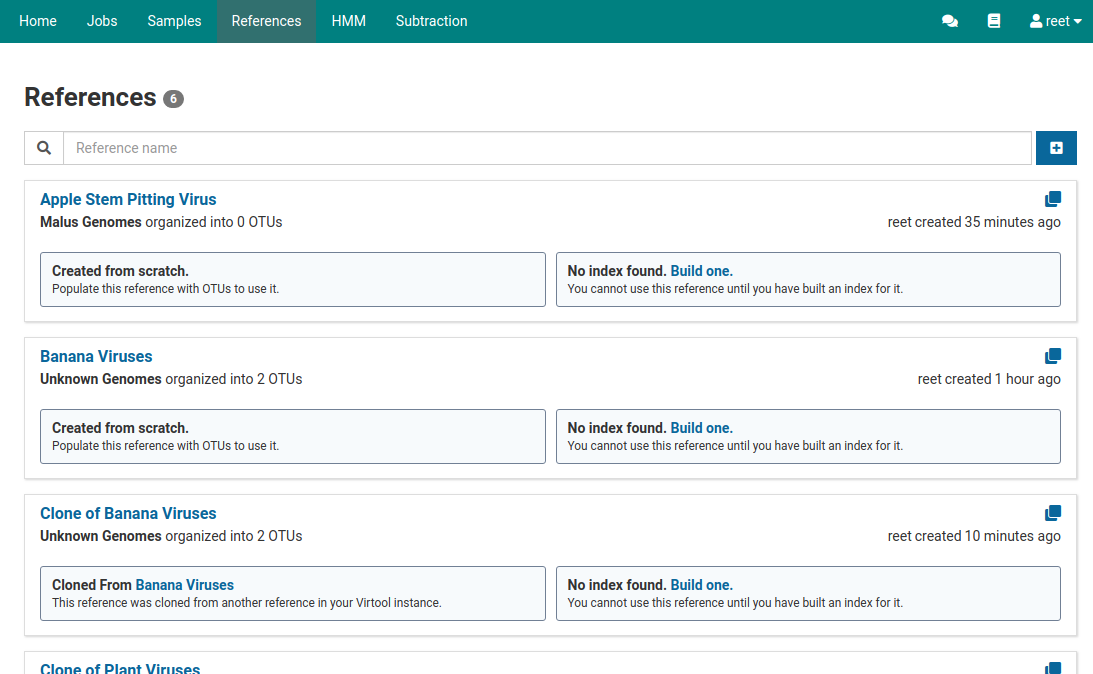 Home Jobs Samples References HMM Subtraction reet
References 6
Reference name
Apple Stem Pitting Virus
Malus Genomes organized into 0 OTUs reet created 35 minutes ago
Created from scratch. No index found. Build one.
Populate this reference with OTUs to use it. You cannot use this reference until you have built an index for it.
Banana Viruses
Unknown Genomes organized into 2 OTUs reet created 1 hour ago
Created from scratch. No index found. Build one.
Populate this reference with OTUs to use it. You cannot use this reference until you have built an index for it.
Clone of Banana Viruses
Unknown Genomes organized into 2 OTUs reet created 10 minutes ago
Cloned From Banana Viruses No index found. Build one.
This reference was cloned from another reference in your Virtool instance. You cannot use this reference until you have built an index for it.
Clone of Plant Viruses